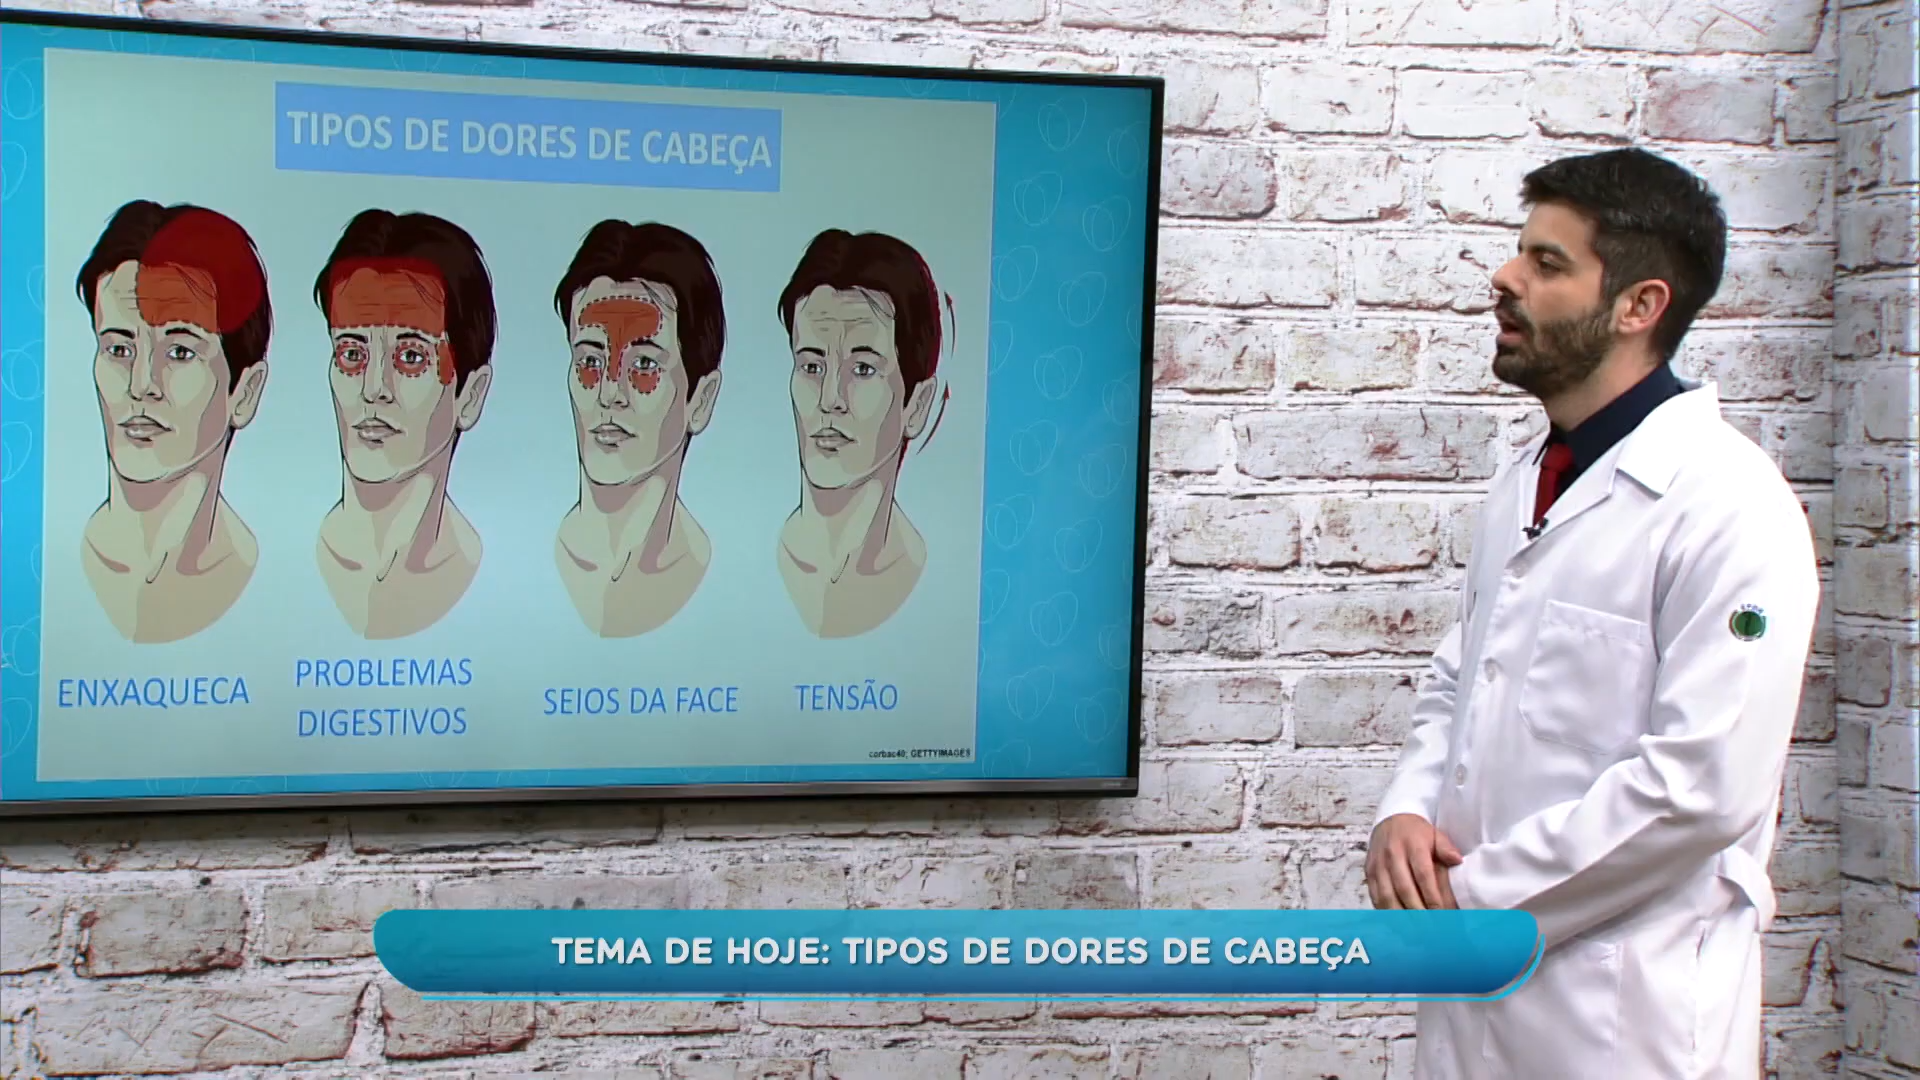 TIPOS DE DORES DE CABEÇA
ENXAQUECA
PROBLEMAS
DIGESTIVOS
SEIOS DA FACE
TENSÃO
corbac40; GETTYIMAGES
TEMA DE HOJE: TIPOS DE DORES DE CABEÇA